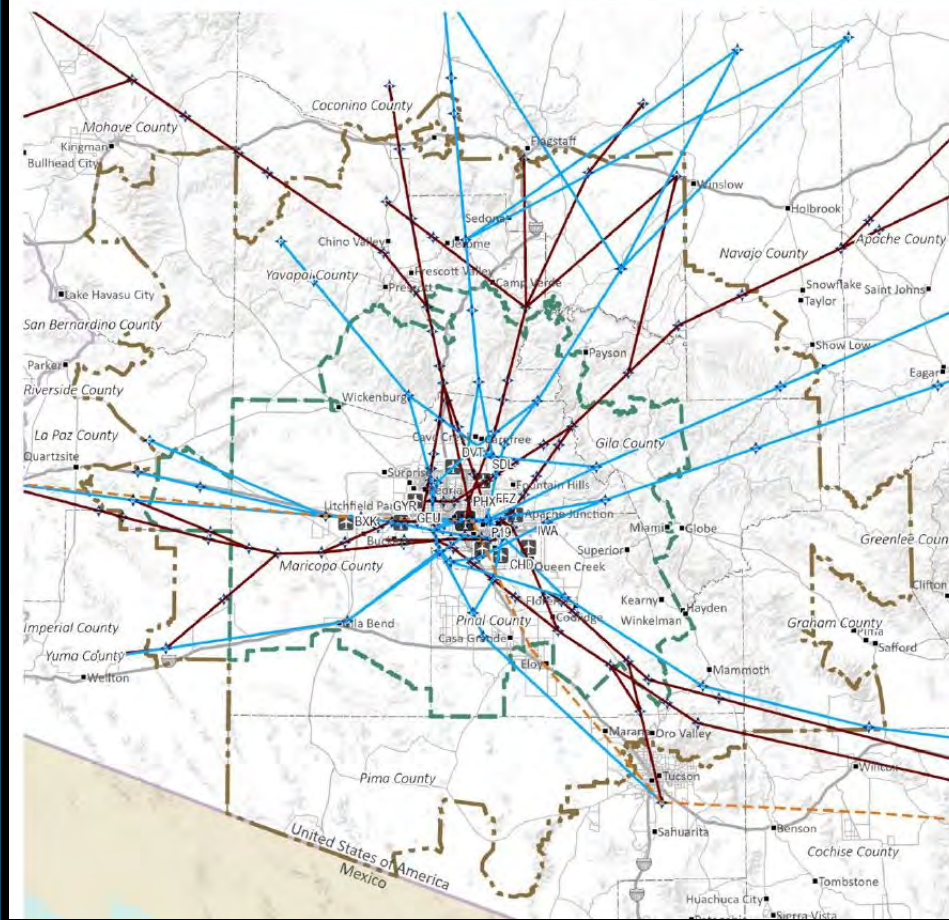 Coconino County
Mohave County
Kingman
Bullhead City
Flagstaff
Winslow
Holbrook
Sedona
Chino Valley
Jerome
Navajo County
Apache County
Yavapai County
Prescott Valley
Camp Verde
Prescott
Lake Havasu City
Snowflake
Saint Johns
Taylor
San Bernardino County
Show Low
Payson
Parker
Eagar
Riverside County
Wickenburg
La Paz County
Cave Creek
Carefree
Gila County
Quartzsite
DVT
SDL
Surprise
Peoria
Fountain Hills
Litchfield Pa
GYR
PHX
FFZ
BXK
GEU
Apache Junction
P19
IWA
Miami
Globe
Buck
Superior
Greenlee Coun
Maricopa County
CHD
Queen Creek
Clifton
Kearny
Hayden
Imperial County
Florence
Coolidge
Winkelman
Graham County
Gila Bend
Pinal County
Pima
Casa Grande
Safford
Yuma County
Eloy
Mammoth
Wellton
Marana
Oro Valley
Pima County
Tucson
Willcox
United States of America
Mexico
Sahuarita
Benson
Cochise County
Tombstone
Huachuca City
Sierra Vista